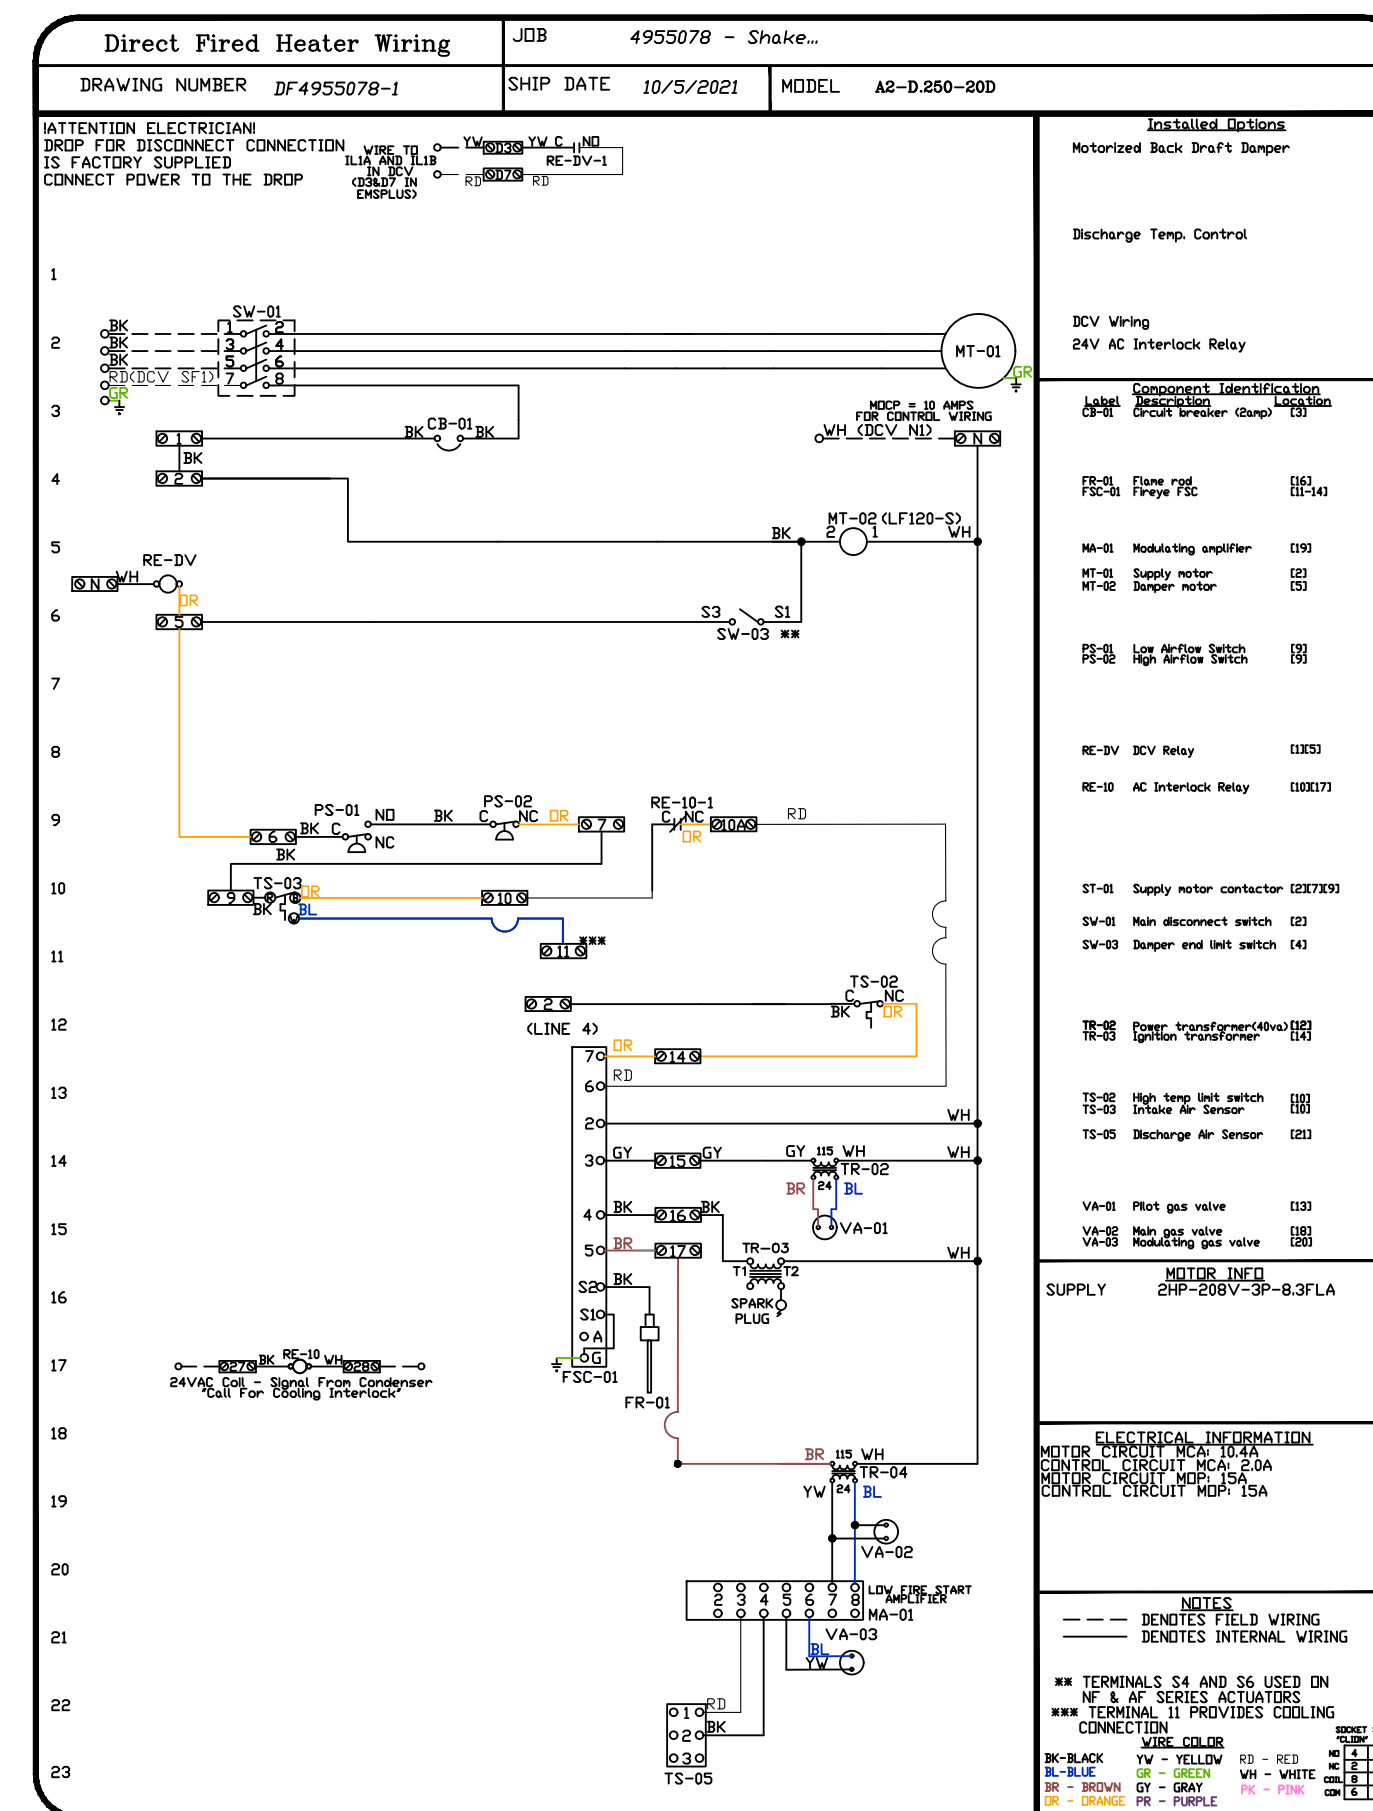 Direct Fired Heater Wiring
JOB 4955078 - Shake...
DRAWING NUMBER DF4955078-1
SHIP DATE 10/5/2021
MODEL A2-D.250-20D
!ATTENTION ELECTRICIAN!
DROP FOR DISCONNECT CONNECTION
IS FACTORY SUPPLIED
CONNECT POWER TO THE DROP
WIRE TO
IL1A AND IL1B
IN DCV
(D3&D7 IN
EMSPLUS)
YW D3 YW C NO
RE-DV-1
RD D7 RD
1
SW-01
BK 1 2
2
BK 3 4
BK 5 6
RD(DCV SF1) 7 8
GR
MT-01
GR
3
MOCP = 10 AMPS
FOR CONTROL WIRING
WH (DCV N1) N
1 BK CB-01 BK
BK
4
2
MT-02(LF120-S)
BK 2 1 WH
5
RE-DV
N WH
OR
6
5
S3 S1
SW-03 **
7
8
9
PS-01 NO BK PS-02
C NC OR 7
6 BK C NC
BK
RE-10-1
C NC 10A RD
OR
10
TS-03
9 BK R B OR 10
W BL
11
11 ***
TS-02
2 C NC
BK OR
12
(LINE 4)
7 OR 14
13
6 RD
2 WH
14
3 GY 15 GY GY 115 WH WH
TR-02
BR 24 BL
15
4 BK 16 BK
VA-01
5 BR 17
TR-03 WH
T1 T2
16
S2 BK
SPARK
PLUG
S1
A
17
G
FSC-01
FR-01
27 BK RE-10 WH 28
24VAC Coil - Signal From Condenser
"Call For Cooling Interlock"
18
BR 115 WH
TR-04
19
YW 24 BL
VA-02
20
2 3 4 5 6 7 8
LOW FIRE START
AMPLIFIER
MA-01
21
VA-03
BL
YW
22
1 RD
2 BK
3
TS-05
23
Installed Options
Motorized Back Draft Damper
Discharge Temp. Control
DCV Wiring
24V AC Interlock Relay
Component Identification
Label Description Location
CB-01 Circuit breaker (2amp) [3]
FR-01 Flame rod [16]
FSC-01 Fireye FSC [11-14]
MA-01 Modulating amplifier [19]
MT-01 Supply motor [2]
MT-02 Damper motor [5]
PS-01 Low Airflow Switch [9]
PS-02 High Airflow Switch [9]
RE-DV DCV Relay [1][5]
RE-10 AC Interlock Relay [10][17]
ST-01 Supply motor contactor [2][7][9]
SW-01 Main disconnect switch [2]
SW-03 Damper end limit switch [4]
TR-02 Power transformer(40va) [12]
TR-03 Ignition transformer [14]
TS-02 High temp limit switch [10]
TS-03 Intake Air Sensor [10]
TS-05 Discharge Air Sensor [21]
VA-01 Pilot gas valve [13]
VA-02 Main gas valve [18]
VA-03 Modulating gas valve [20]
MOTOR INFO
SUPPLY 2HP-208V-3P-8.3FLA
ELECTRICAL INFORMATION
MOTOR CIRCUIT MCA: 10.4A
CONTROL CIRCUIT MCA: 2.0A
MOTOR CIRCUIT MOP: 15A
CONTROL CIRCUIT MOP: 15A
NOTES
DENOTES FIELD WIRING
DENOTES INTERNAL WIRING
** TERMINALS S4 AND S6 USED ON
NF & AF SERIES ACTUATORS
*** TERMINAL 11 PROVIDES COOLING
CONNECTION
WIRE COLOR
BK-BLACK YW - YELLOW RD - RED
BL-BLUE GR - GREEN WH - WHITE
BR - BROWN GY - GRAY PK - PINK
OR - ORANGE PR - PURPLE
SOCKET
"CLION"
NO 4
NC 2
COIL 8
COM 6